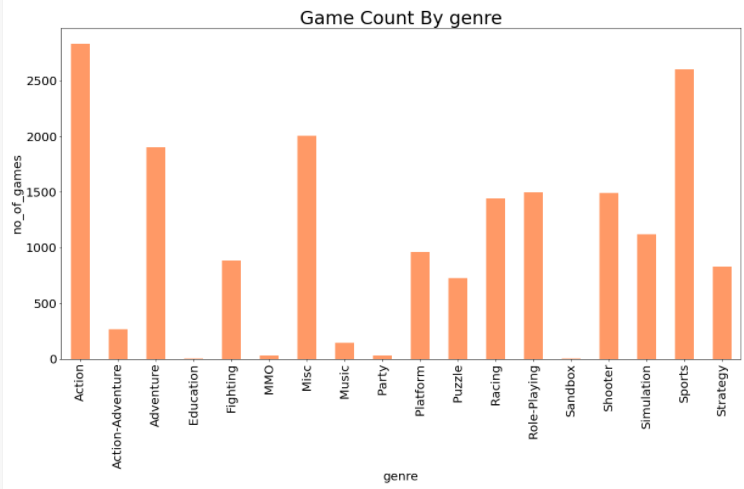 Game Count By genre
no_of_games
2500
2000
1500
1000
500
0
Action
Action-Adventure
Adventure
Education
Fighting
MMO
Misc
Music
Party
Platform
Puzzle
Racing
Role-Playing
Sandbox
Shooter
Simulation
Sports
Strategy
genre